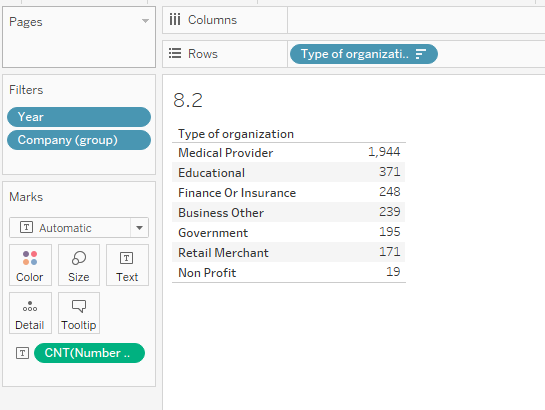 Pages
Columns
Rows
Type of organizati..
Filters
Year
Company (group)
Marks
Automatic
Color
Size
Text
Detail
Tooltip
CNT(Number ..
8.2
Type of organization
Medical Provider 1,944
Educational 371
Finance Or Insurance 248
Business Other 239
Government 195
Retail Merchant 171
Non Profit 19